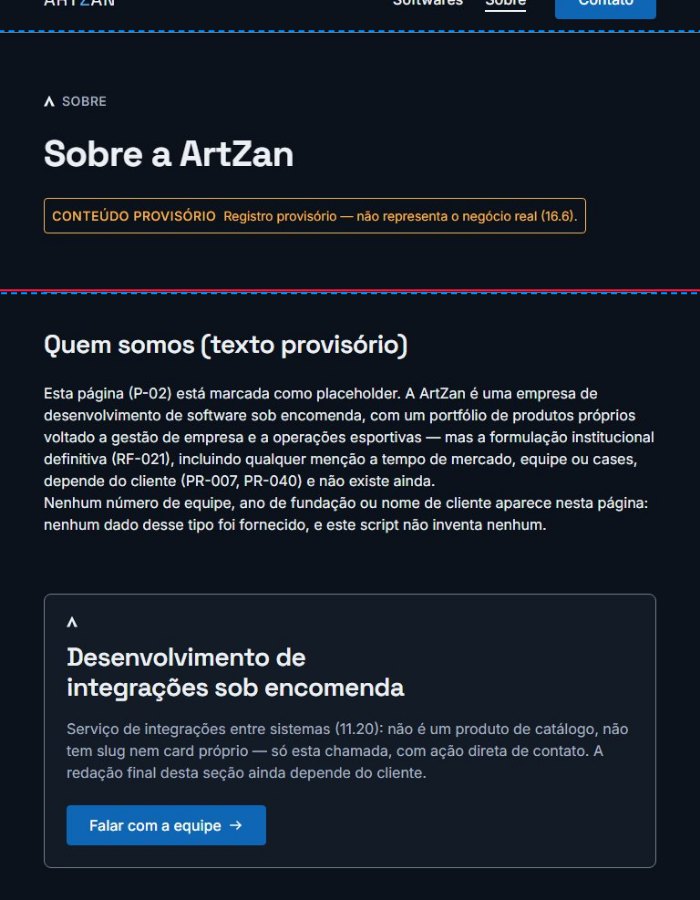 ARTZAN
Softwares Sobre Contato
SOBRE
Sobre a ArtZan
CONTEÚDO PROVISÓRIO Registro provisório — não representa o negócio real (16.6).
Quem somos (texto provisório)
Esta página (P-02) está marcada como placeholder. A ArtZan é uma empresa de
desenvolvimento de software sob encomenda, com um portfólio de produtos próprios
voltado a gestão de empresa e a operações esportivas — mas a formulação institucional
definitiva (RF-021), incluindo qualquer menção a tempo de mercado, equipe ou cases,
depende do cliente (PR-007, PR-040) e não existe ainda.
Nenhum número de equipe, ano de fundação ou nome de cliente aparece nesta página:
nenhum dado desse tipo foi fornecido, e este script não inventa nenhum.
Desenvolvimento de
integrações sob encomenda
Serviço de integrações entre sistemas (11.20): não é um produto de catálogo, não
tem slug nem card próprio — só esta chamada, com ação direta de contato. A
redação final desta seção ainda depende do cliente.
Falar com a equipe →